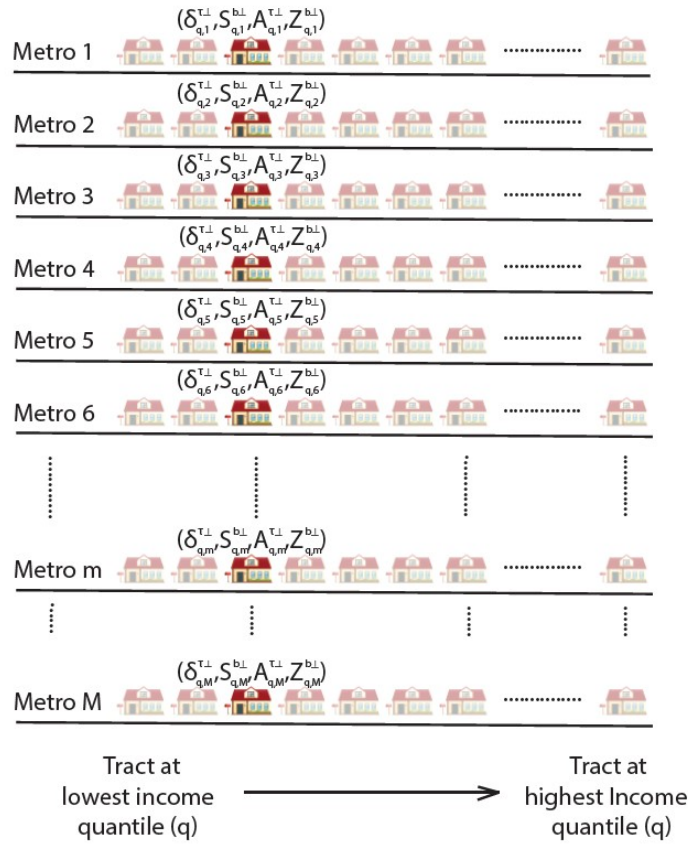 (δ^{τ⊥}_{q,1},S^{b⊥}_{q,1},A^{τ⊥}_{q,1},Z^{b⊥}_{q,1})
Metro 1
(δ^{τ⊥}_{q,2},S^{b⊥}_{q,2},A^{τ⊥}_{q,2},Z^{b⊥}_{q,2})
Metro 2
(δ^{τ⊥}_{q,3},S^{b⊥}_{q,3},A^{τ⊥}_{q,3},Z^{b⊥}_{q,3})
Metro 3
(δ^{τ⊥}_{q,4},S^{b⊥}_{q,4},A^{τ⊥}_{q,4},Z^{b⊥}_{q,4})
Metro 4
(δ^{τ⊥}_{q,5},S^{b⊥}_{q,5},A^{τ⊥}_{q,5},Z^{b⊥}_{q,5})
Metro 5
(δ^{τ⊥}_{q,6},S^{b⊥}_{q,6},A^{τ⊥}_{q,6},Z^{b⊥}_{q,6})
Metro 6
(δ^{τ⊥}_{q,m},S^{b⊥}_{q,m},A^{τ⊥}_{q,m},Z^{b⊥}_{q,m})
Metro m
(δ^{τ⊥}_{q,M},S^{b⊥}_{q,M},A^{τ⊥}_{q,M},Z^{b⊥}_{q,M})
Metro M
Tract at
lowest income
quantile (q)
Tract at
highest Income
quantile (q)